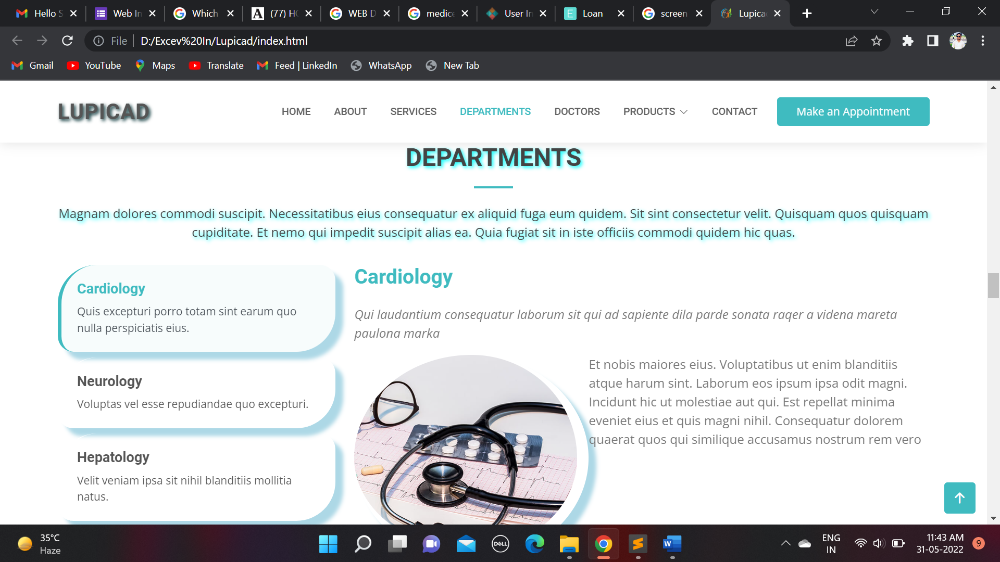 Hello S
Web In
Which
(77) HO
WEB D
medice
User In
Loan
screen
Lupica
File
D:/Excev%20In/Lupicad/index.html
Gmail
YouTube
Maps
Translate
Feed | LinkedIn
WhatsApp
New Tab
LUPICAD
HOME
ABOUT
SERVICES
DEPARTMENTS
DOCTORS
PRODUCTS
CONTACT
Make an Appointment
DEPARTMENTS
Magnam dolores commodi suscipit. Necessitatibus eius consequatur ex aliquid fuga eum quidem. Sit sint consectetur velit. Quisquam quos quisquam
cupiditate. Et nemo qui impedit suscipit alias ea. Quia fugiat sit in iste officiis commodi quidem hic quas.
Cardiology
Quis excepturi porro totam sint earum quo
nulla perspiciatis eius.
Neurology
Voluptas vel esse repudiandae quo excepturi.
Hepatology
Velit veniam ipsa sit nihil blanditiis mollitia
natus.
Cardiology
Qui laudantium consequatur laborum sit qui ad sapiente dila parde sonata raqer a videna mareta
paulona marka
Et nobis maiores eius. Voluptatibus ut enim blanditiis
atque harum sint. Laborum eos ipsum ipsa odit magni.
Incidunt hic ut molestiae aut qui. Est repellat minima
eveniet eius et quis magni nihil. Consequatur dolorem
quaerat quos qui similique accusamus nostrum rem vero
35°C
Haze
DELL
ENG
IN
11:43 AM
31-05-2022
9